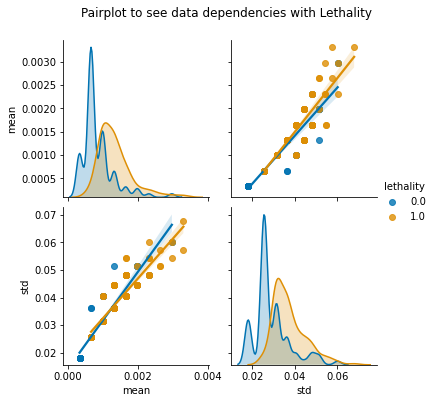 Pairplot to see data dependencies with Lethality
0.0030
0.0025
0.0020
0.0015
0.0010
0.0005
mean
lethality
0.0
1.0
0.07
0.06
0.05
0.04
0.03
0.02
std
0.000 0.002 0.004
mean
0.02 0.04 0.06
std